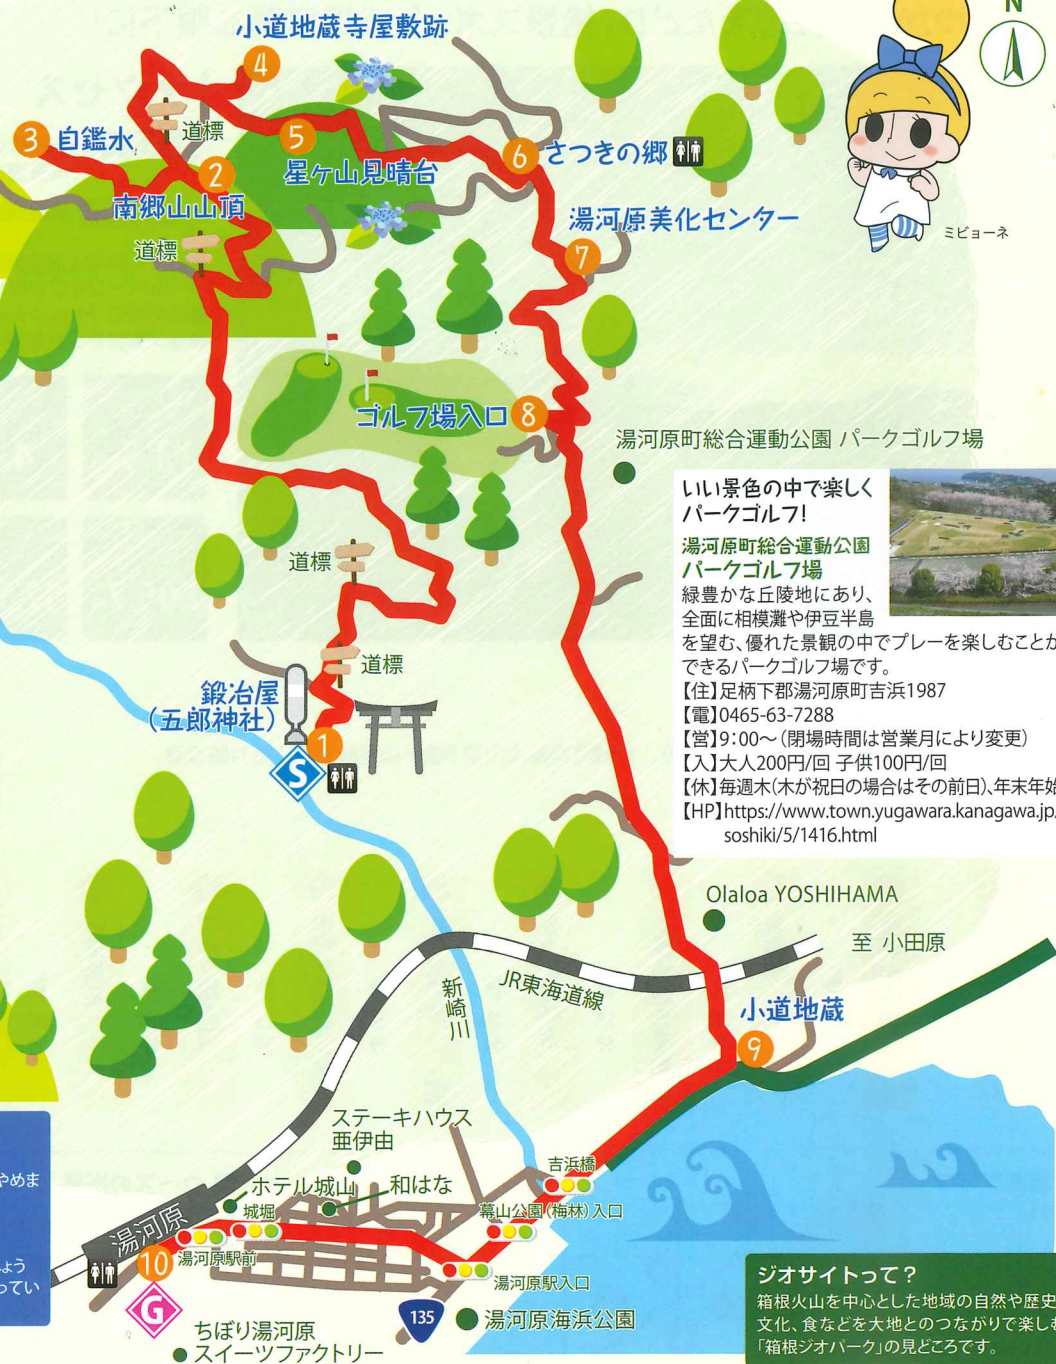 N
小道地蔵寺屋敷跡
4
3 自鑑水
道標
5
星ヶ山見晴台
6 さつきの郷
2
南郷山山頂
湯河原美化センター
7
道標
ミビョーネ
ゴルフ場入口 8
湯河原町総合運動公園 パークゴルフ場
いい景色の中で楽しく
パークゴルフ!
湯河原町総合運動公園
パークゴルフ場
緑豊かな丘陵地にあり、
全面に相模灘や伊豆半島
を望む、優れた景観の中でプレーを楽しむことが
できるパークゴルフ場です。
【住】足柄下郡湯河原町吉浜1987
【電】0465-63-7288
【営】9:00〜(閉場時間は営業月により変更)
【入】大人200円/回 子供100円/回
【休】毎週木(木が祝日の場合はその前日)、年末年始
【HP】https://www.town.yugawara.kanagawa.jp/
soshiki/5/1416.html
道標
道標
鍛冶屋
(五郎神社)
1
S
Olaloa YOSHIHAMA
至 小田原
JR東海道線
新崎川
小道地蔵
9
ステーキハウス
亜伊由
吉浜橋
ホテル城山
和はな
城堀
幕山公園(梅林)入口
湯河原
湯河原駅前
10
G
湯河原駅入口
135
湯河原海浜公園
ちぼり湯河原
スイーツファクトリー
やめま
ょう
ってい
ジオサイトって?
箱根火山を中心とした地域の自然や歴史
文化、食などを大地とのつながりで楽しむ
「箱根ジオパーク」の見どころです。